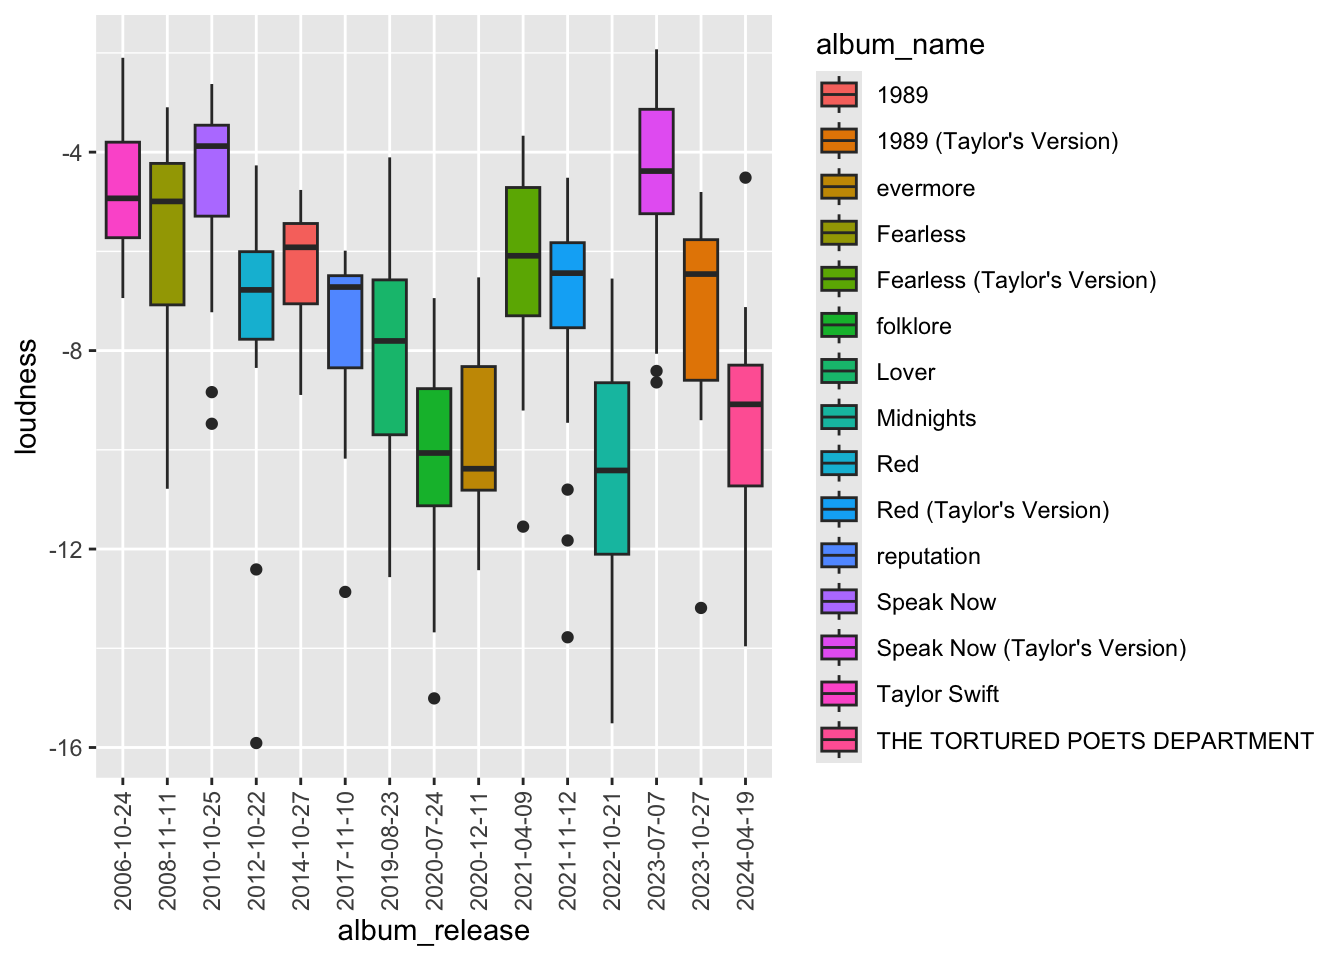 loudness
-4
-8
-12
-16
2006-10-24
2008-11-11
2010-10-25
2012-10-22
2014-10-27
2017-11-10
2019-08-23
2020-07-24
2020-12-11
2021-04-09
2021-11-12
2022-10-21
2023-07-07
2023-10-27
2024-04-19
album_release
album_name
1989
1989 (Taylor's Version)
evermore
Fearless
Fearless (Taylor's Version)
folklore
Lover
Midnights
Red
Red (Taylor's Version)
reputation
Speak Now
Speak Now (Taylor's Version)
Taylor Swift
THE TORTURED POETS DEPARTMENT